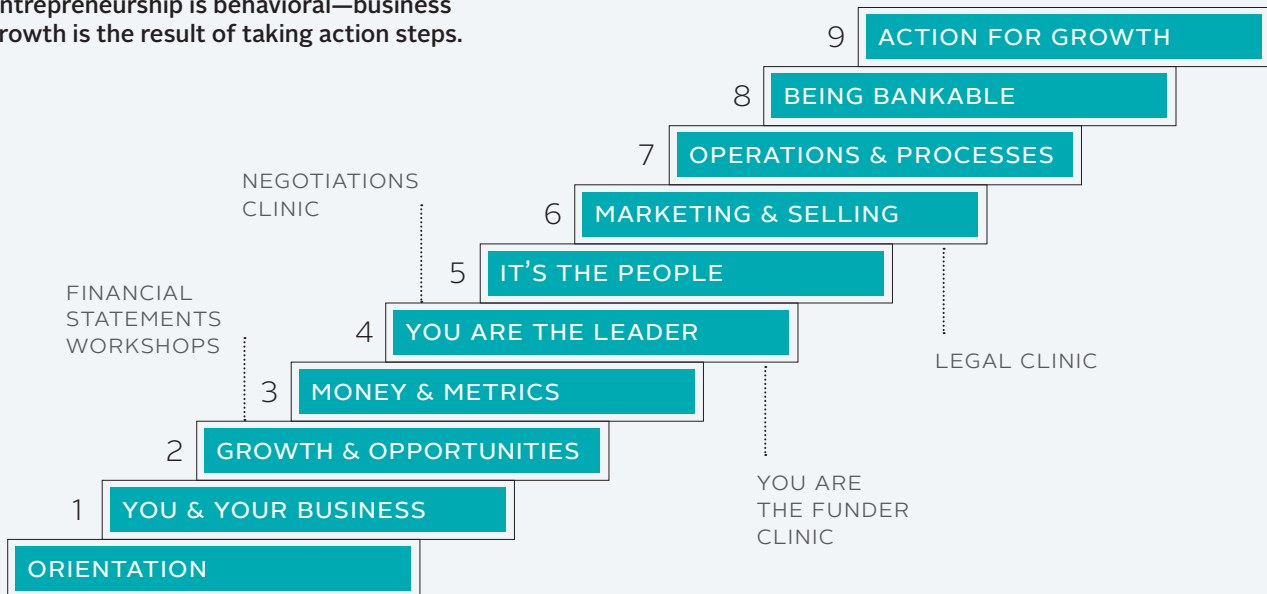 ntrepreneurship is behavioral—business
rowth is the result of taking action steps.
9 ACTION FOR GROWTH
8 BEING BANKABLE
7 OPERATIONS & PROCESSES
NEGOTIATIONS
CLINIC
6 MARKETING & SELLING
5 IT’S THE PEOPLE
FINANCIAL
STATEMENTS
WORKSHOPS
4 YOU ARE THE LEADER
LEGAL CLINIC
3 MONEY & METRICS
2 GROWTH & OPPORTUNITIES
YOU ARE
THE FUNDER
CLINIC
1 YOU & YOUR BUSINESS
ORIENTATION